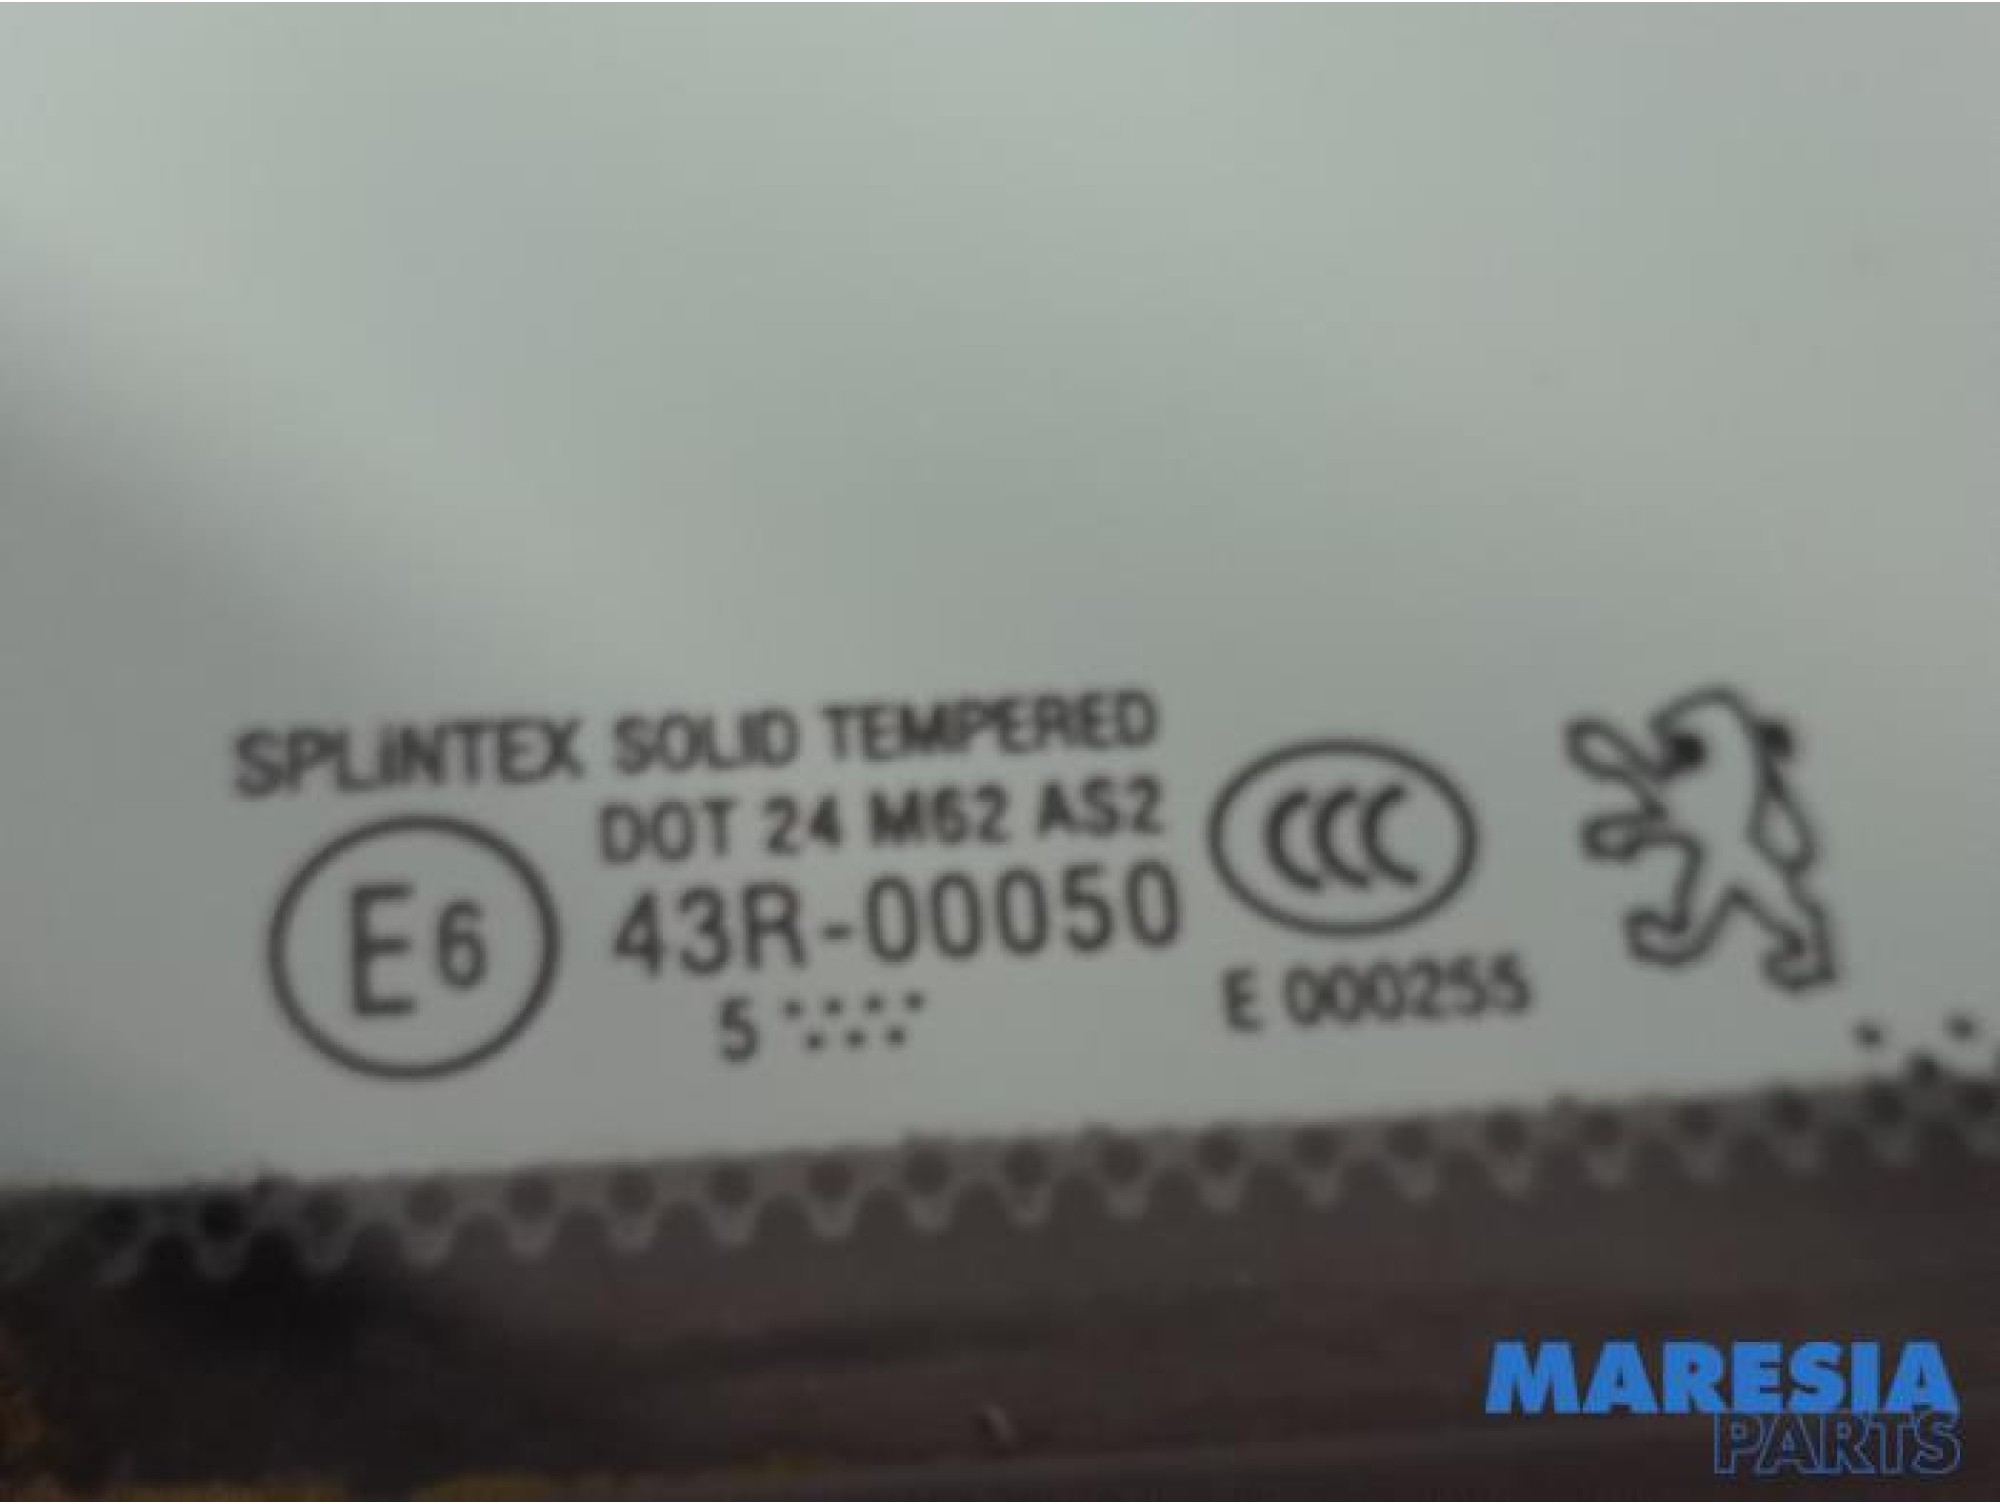 SPLiNTEX SOLID TEMPERED
DOT 24 M62 AS2
E6
43R-00050
5
CCC
E 000255
MARESIA
PARTS